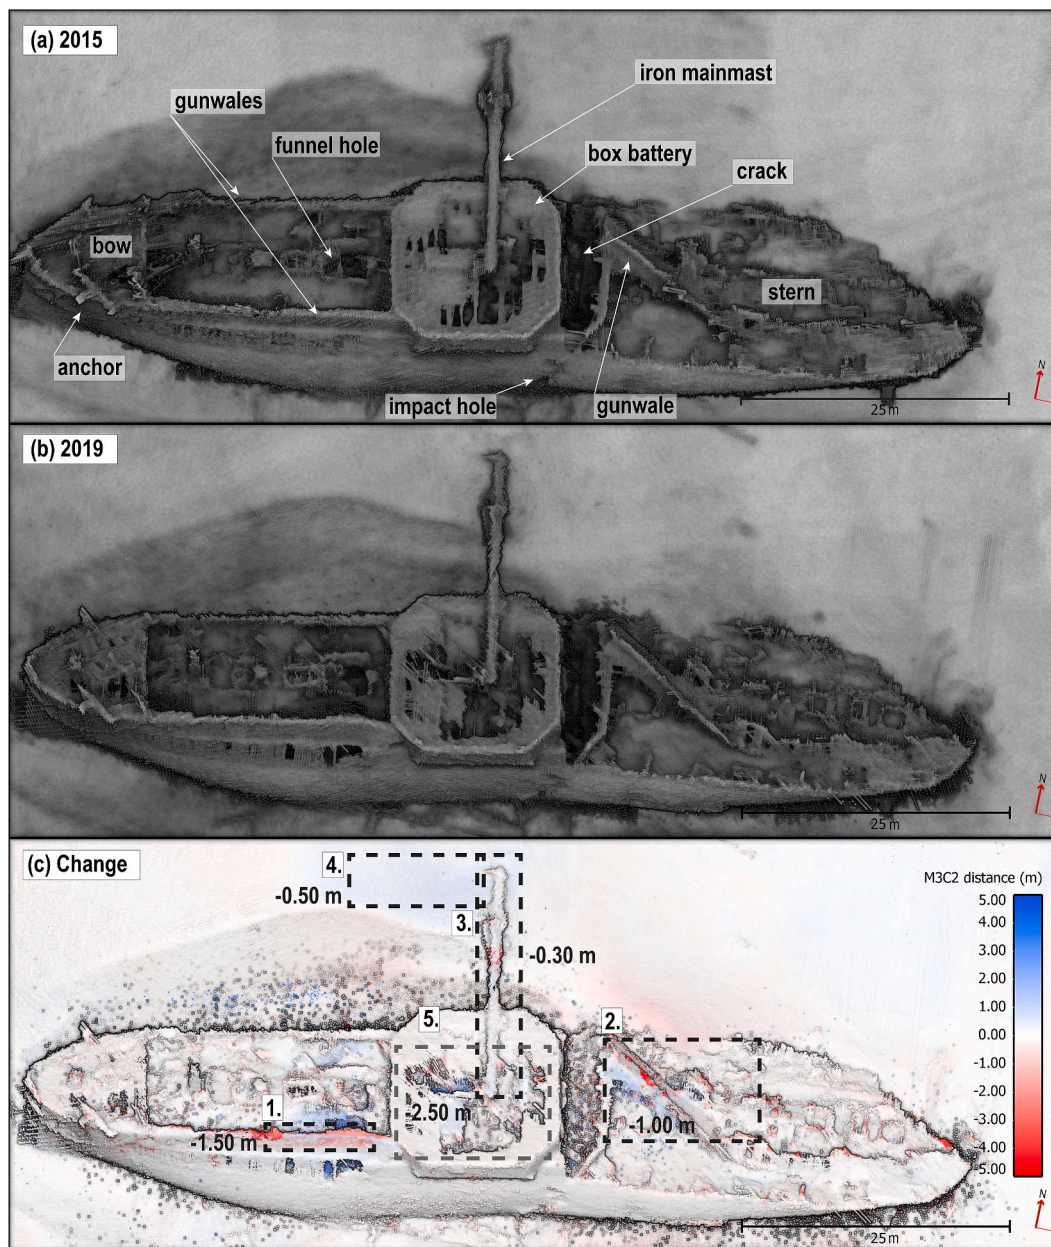 (a) 2015
gunwales
funnel hole
iron mainmast
box battery
crack
bow
stern
anchor
impact hole
gunwale
N
25 m
(b) 2019
N
25 m
(c) Change
4.
-0.50 m
3.
-0.30 m
5.
2.
1.
-1.50 m
-2.50 m
-1.00 m
M3C2 distance (m)
5.00
4.00
3.00
2.00
1.00
0.00
-1.00
-2.00
-3.00
-4.00
-5.00
N
25 m